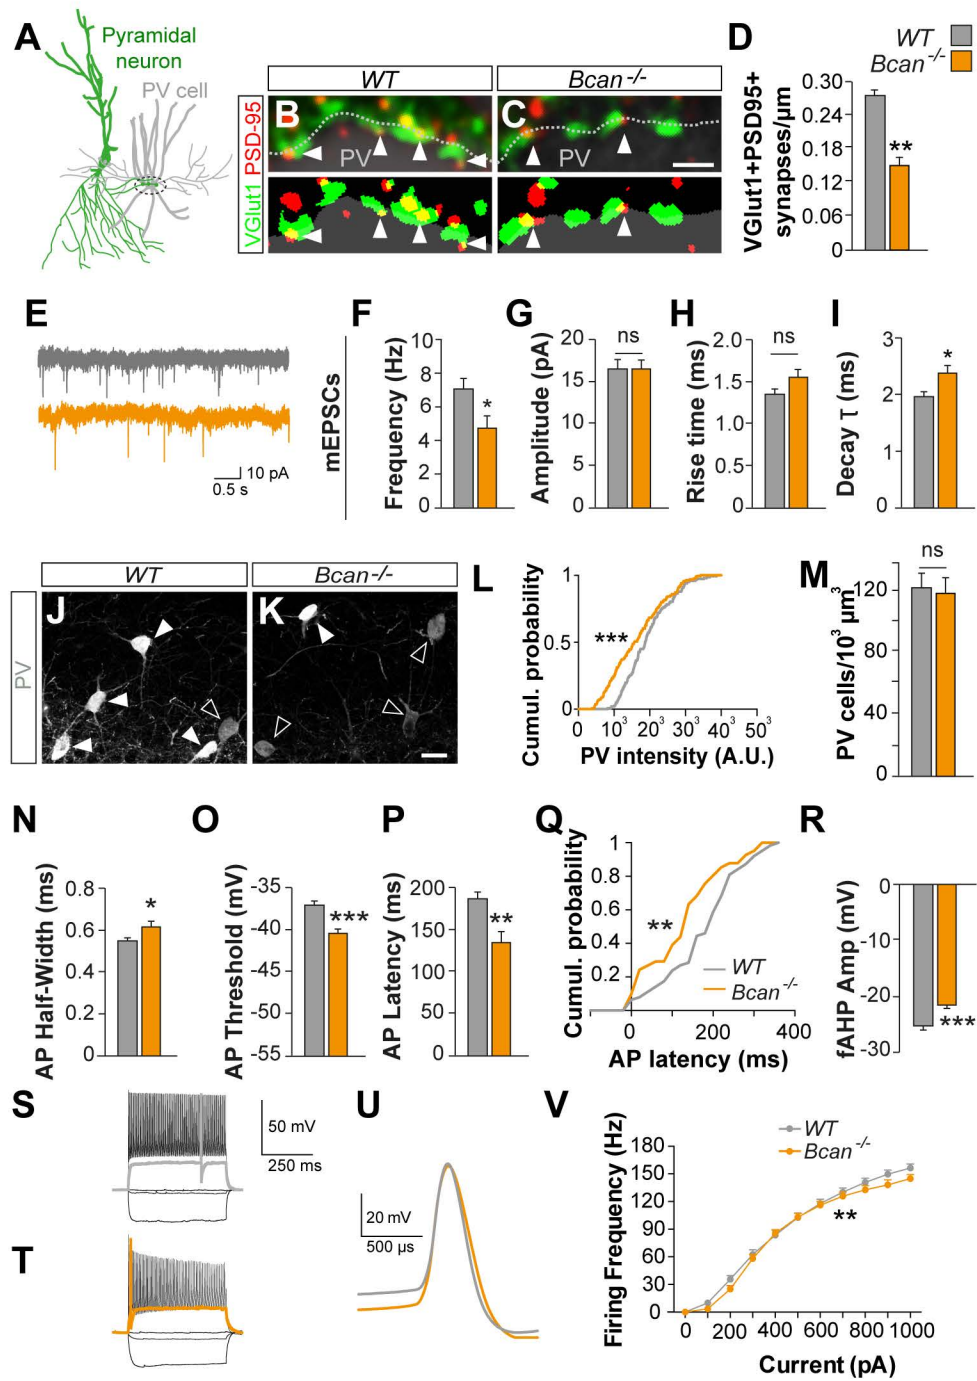 A
Pyramidal
neuron
PV cell
WT
Bcan-/-
VGlut1 PSD-95
B
PV
C
PV
D
WT
Bcan-/-
VGlut1+PSD95+
synapses/µm
0.30
0.24
0.18
0.12
0.06
0
**
E
10 pA
0.5 s
mEPSCs
F
Frequency (Hz)
10
8
6
4
2
0
*
G
Amplitude (pA)
20
15
10
5
0
ns
H
Rise time (ms)
2.0
1.5
1.0
0.5
0
ns
I
Decay τ (ms)
3
2
1
0
*
WT
Bcan-/-
PV
J
K
L
Cumul. probability
1
0.5
0
***
0
10³
20³
30³
40³
50³
PV intensity (A.U.)
M
PV cells/10³ µm³
120
80
40
0
ns
N
AP Half-Width (ms)
0.8
0.6
0.4
0.2
0
*
O
AP Threshold (mV)
-35
-40
-45
-50
-55
***
P
AP Latency (ms)
200
150
100
50
0
**
Q
Cumul. probability
1
0.8
0.6
0.4
0.2
**
WT
Bcan-/-
0
200
400
AP latency (ms)
R
fAHP Amp (mV)
0
-10
-20
-30
***
S
50 mV
250 ms
T
U
20 mV
500 µs
V
WT
Bcan-/-
Firing Frequency (Hz)
180
150
120
90
60
30
0
**
0
200
400
600
800
1000
Current (pA)